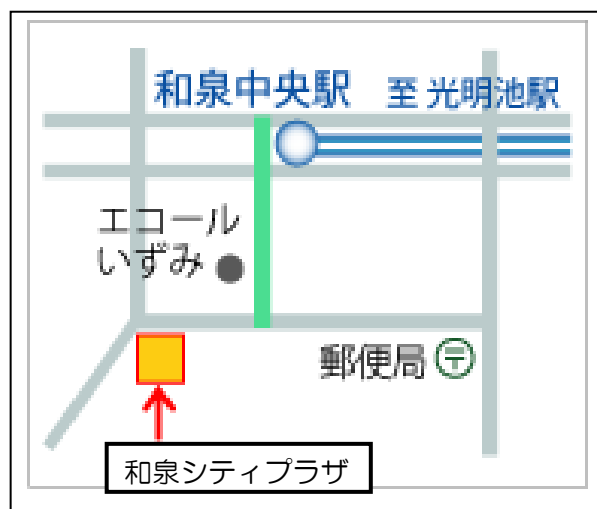 和泉中央駅
至 光明池駅
エコール
いずみ
郵便局
〒
和泉シティプラザ